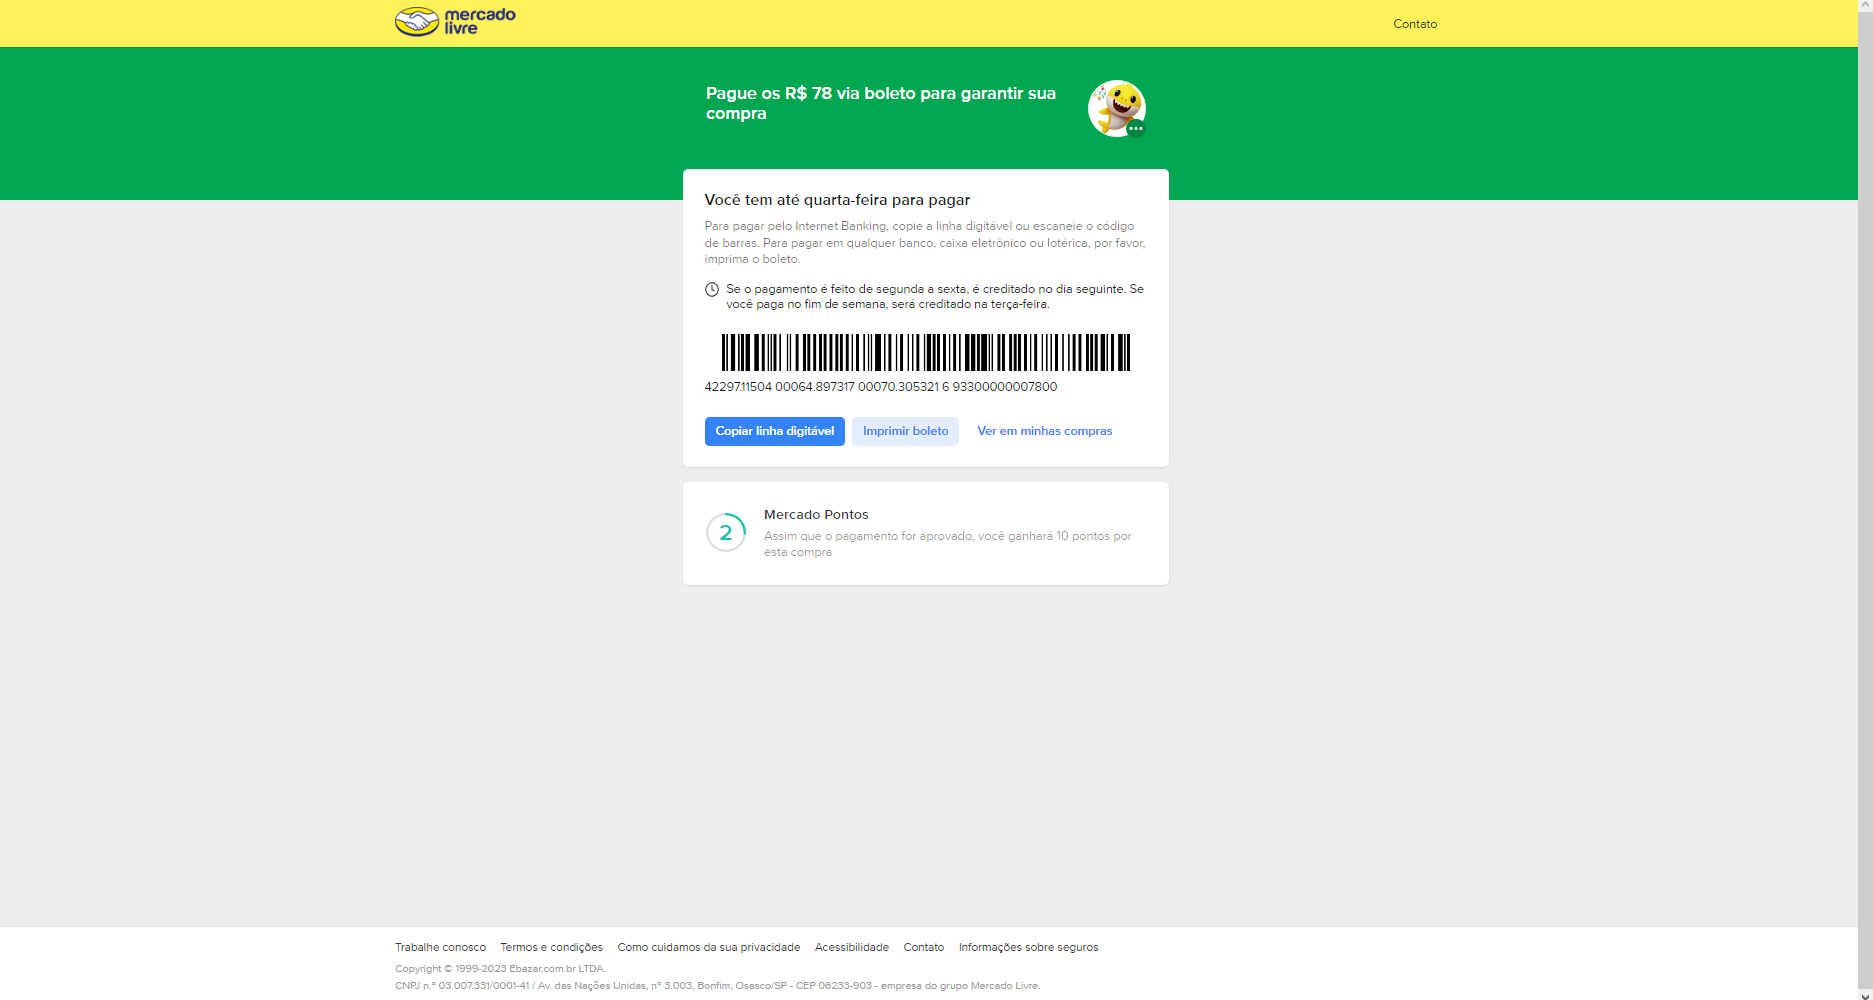 mercado
livre
Contato
Pague os R$ 78 via boleto para garantir sua
compra
Você tem até quarta-feira para pagar
Para pagar pelo Internet Banking, copie a linha digitável ou escaneie o código
de barras. Para pagar em qualquer banco, caixa eletrônico ou lotérica, por favor,
imprima o boleto.
Se o pagamento é feito de segunda a sexta, é creditado no dia seguinte. Se
você paga no fim de semana, será creditado na terça-feira.
42297.11504 00064.897317 00070.305321 6 93300000007800
Copiar linha digitável Imprimir boleto Ver em minhas compras
2
Mercado Pontos
Assim que o pagamento for aprovado, você ganhará 10 pontos por
esta compra
Trabalhe conosco Termos e condições Como cuidamos da sua privacidade Acessibilidade Contato Informações sobre seguros
Copyright © 1999-2023 Ebazar.com.br LTDA.
CNPJ n.º 03.007.331/0001-41 / Av. das Nações Unidas, nº 3.003, Bonfim, Osasco/SP - CEP 06233-903 - empresa do grupo Mercado Livre.